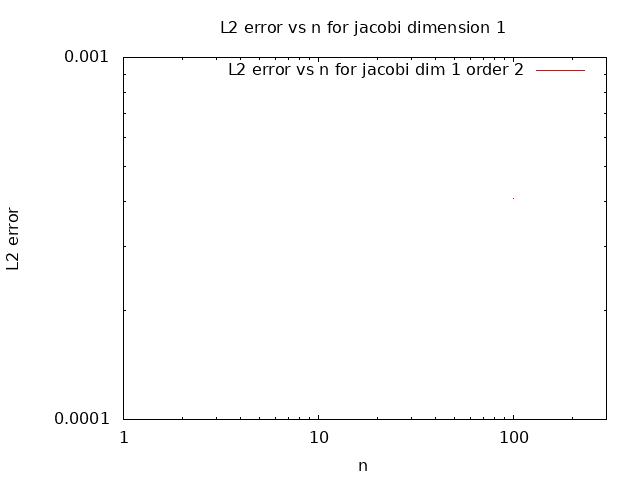 L2 error vs n for jacobi dimension 1
0.001
L2 error vs n for jacobi dim 1 order 2
L2 error
0.0001
1 10 100
n